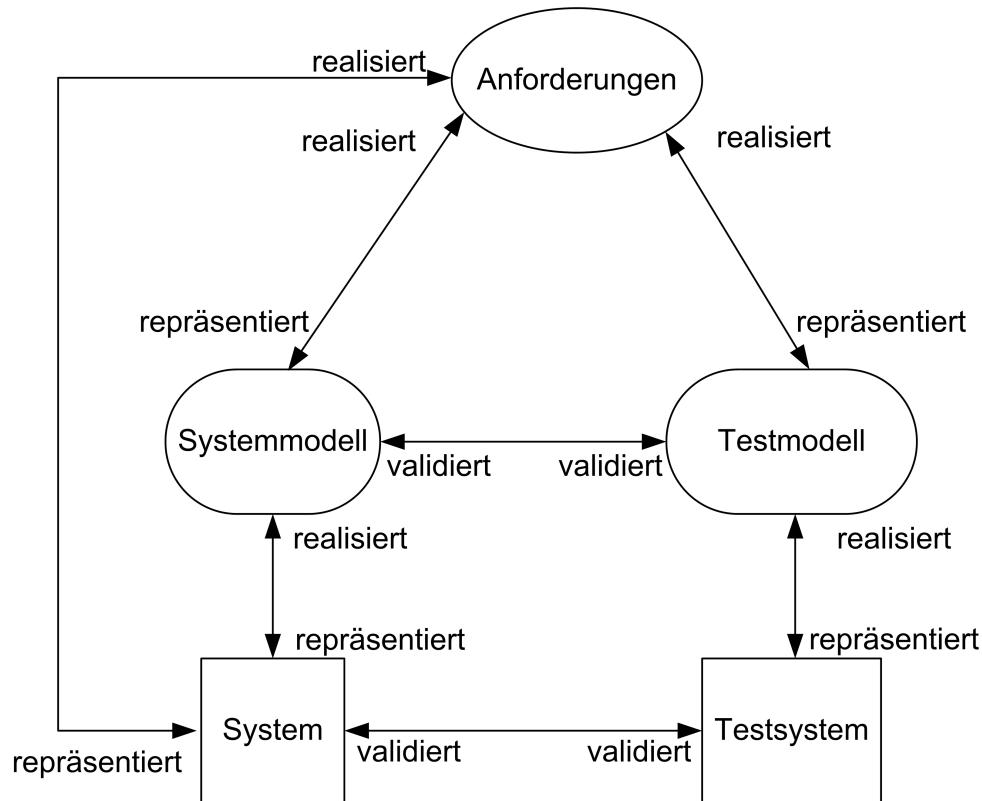 realisiert
Anforderungen
realisiert
realisiert
repräsentiert
repräsentiert
Systemmodell
Testmodell
validiert
validiert
realisiert
realisiert
repräsentiert
repräsentiert
System
Testsystem
validiert
validiert
repräsentiert